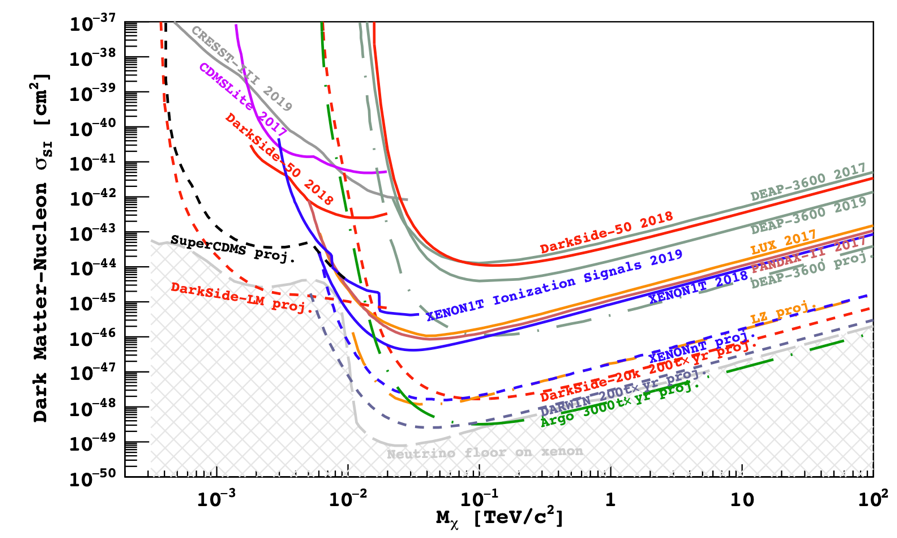 10^-37
10^-38
10^-39
10^-40
10^-41
10^-42
10^-43
10^-44
10^-45
10^-46
10^-47
10^-48
10^-49
10^-50
Dark Matter-Nucleon σ_SI [cm^2]
CRESST-III 2019
CDMSLite 2017
DarkSide-50 2018
SuperCDMS proj.
DarkSide-LM proj.
DEAP-3600 2017
DarkSide-50 2018
DEAP-3600 2019
LUX 2017
PANDAX-II 2017
XENON1T Ionization Signals 2019
XENON1T 2018
DEAP-3600 proj.
LZ proj.
XENONnT proj.
DarkSide-20k 200t×yr proj.
DARWIN 200t×yr proj.
Argo 3000t×yr proj.
Neutrino floor on xenon
10^-3
10^-2
10^-1
1
10
10^2
M_χ [TeV/c^2]